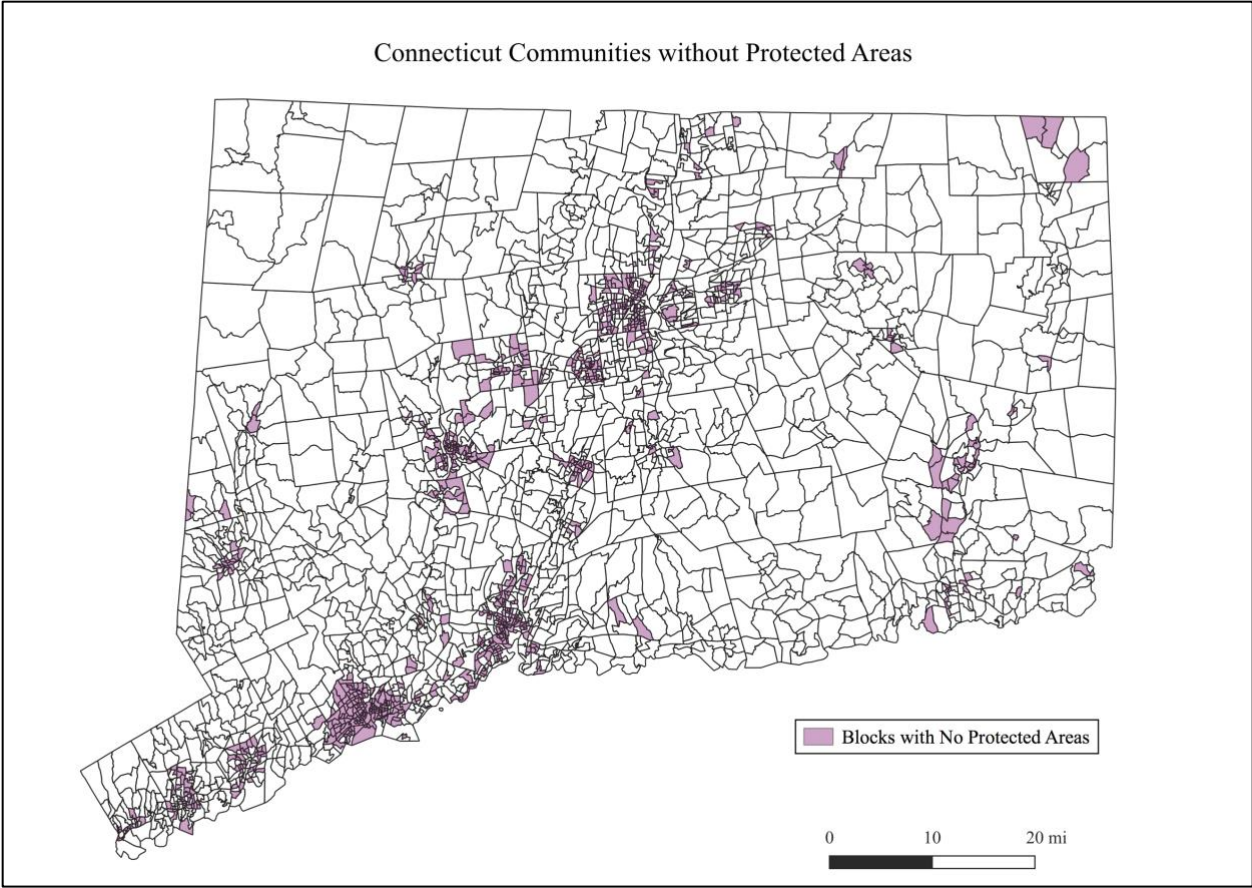 Connecticut Communities without Protected Areas
Blocks with No Protected Areas
0 10 20 mi